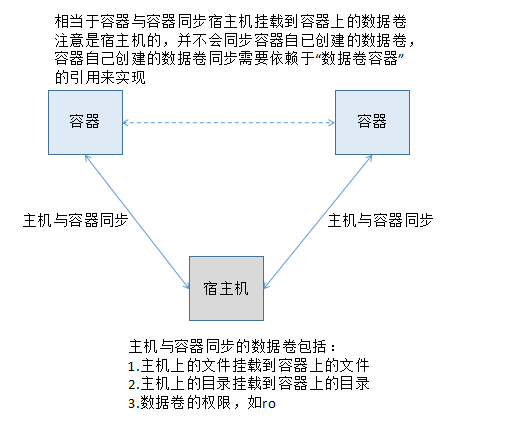 相当于容器与容器同步宿主机挂载到容器上的数据卷
注意是宿主机的，并不会同步容器自已创建的数据卷，
容器自己创建的数据卷同步需要依赖于“数据卷容器”
的引用来实现
容器
容器
主机与容器同步
主机与容器同步
宿主机
主机与容器同步的数据卷包括：
1.主机上的文件挂载到容器上的文件
2.主机上的目录挂载到容器上的目录
3.数据卷的权限，如ro